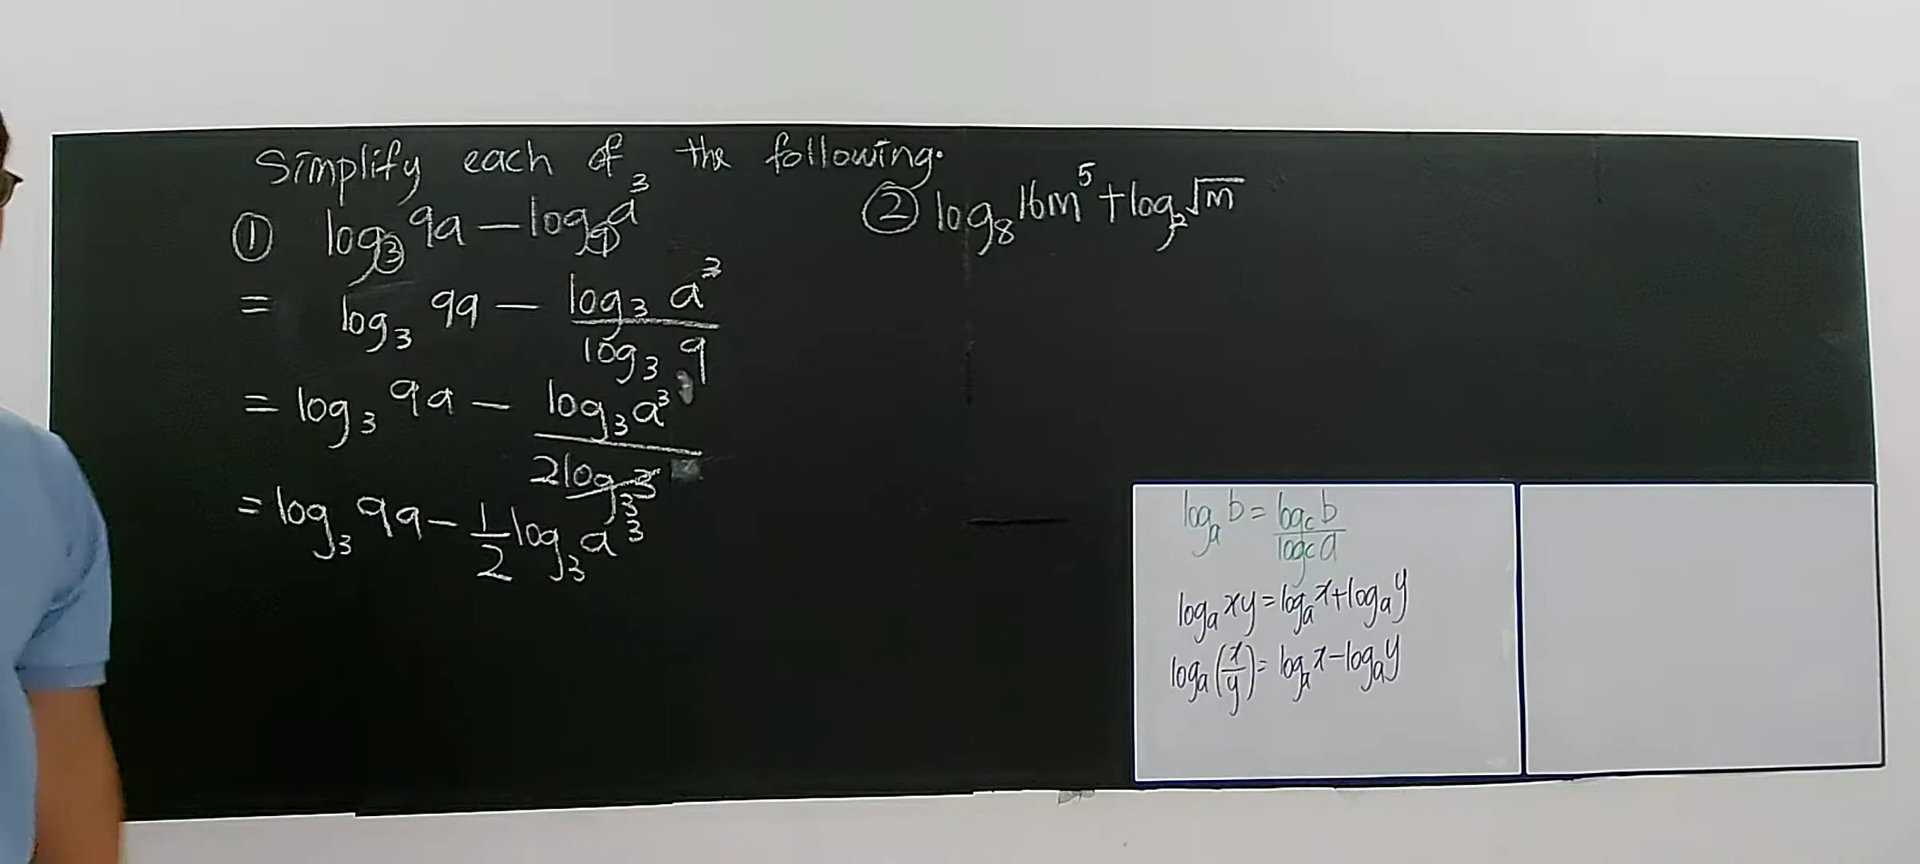 Simplify each of the following.
① log₃ 9a – log₉ a³
= log₃ 9a – log₃ a³ / log₃ 9
= log₃ 9a – log₃ a³ / 2log₃ 3
= log₃ 9a – 1/2 log₃ a³
② log₈ 16m⁵ + log₂ √m
logₐ b = log꜀ b / log꜀ a
logₐ xy = logₐ x + logₐ y
logₐ (x/y) = logₐ x – logₐ y